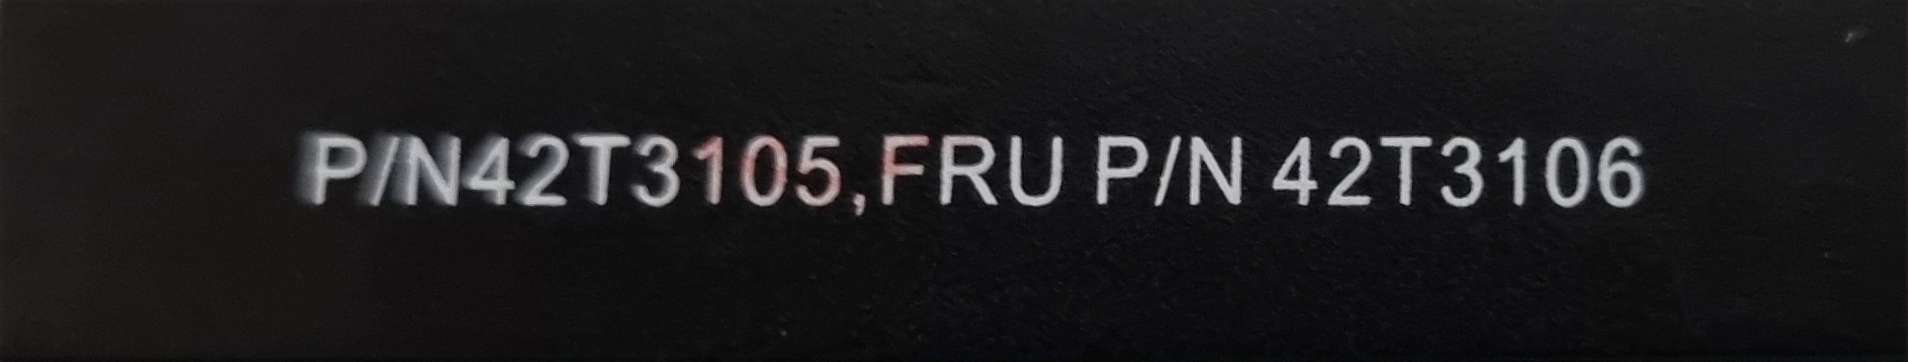 P/N42T3105,FRU P/N 42T3106